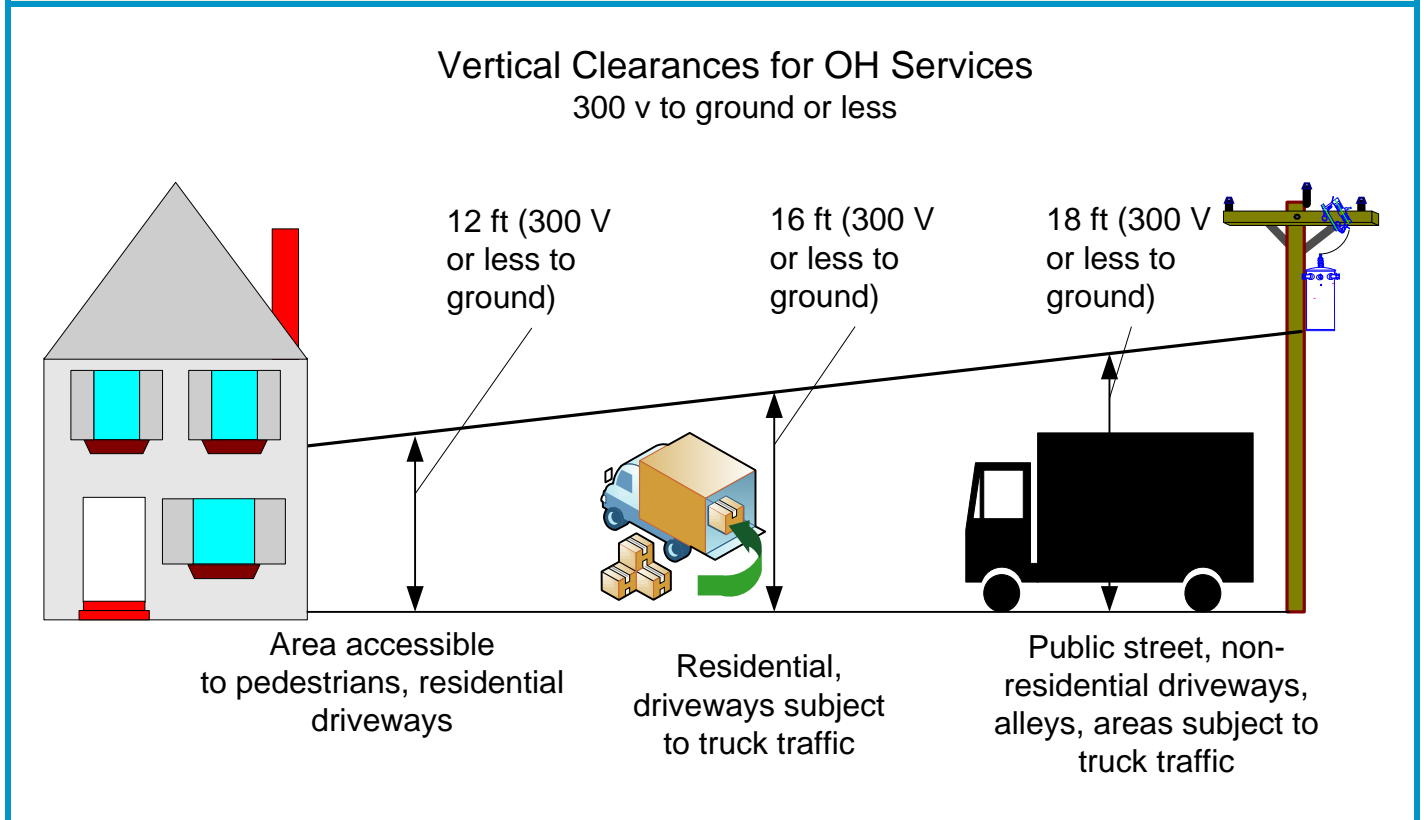 Vertical Clearances for OH Services
300 v to ground or less
12 ft (300 V
or less to
ground)
16 ft (300 V
or less to
ground)
18 ft (300 V
or less to
ground)
Area accessible
to pedestrians, residential
driveways
Residential,
driveways subject
to truck traffic
Public street, non-
residential driveways,
alleys, areas subject to
truck traffic